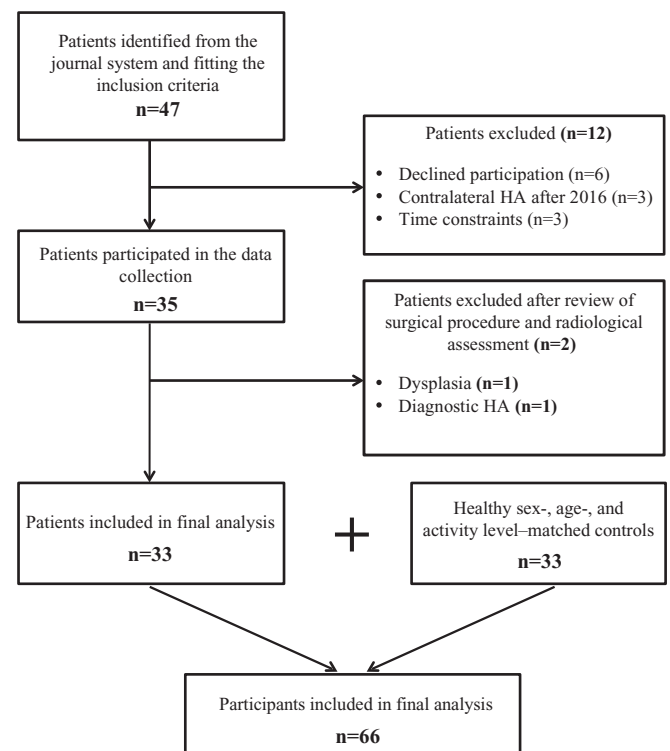 Patients identified from the
journal system and fitting the
inclusion criteria
n=47
Patients excluded (n=12)
• Declined participation (n=6)
• Contralateral HA after 2016 (n=3)
• Time constraints (n=3)
Patients participated in the data
collection
n=35
Patients excluded after review of
surgical procedure and radiological
assessment (n=2)
• Dysplasia (n=1)
• Diagnostic HA (n=1)
Patients included in final analysis
n=33
+
Healthy sex-, age-, and
activity level–matched controls
n=33
Participants included in final analysis
n=66